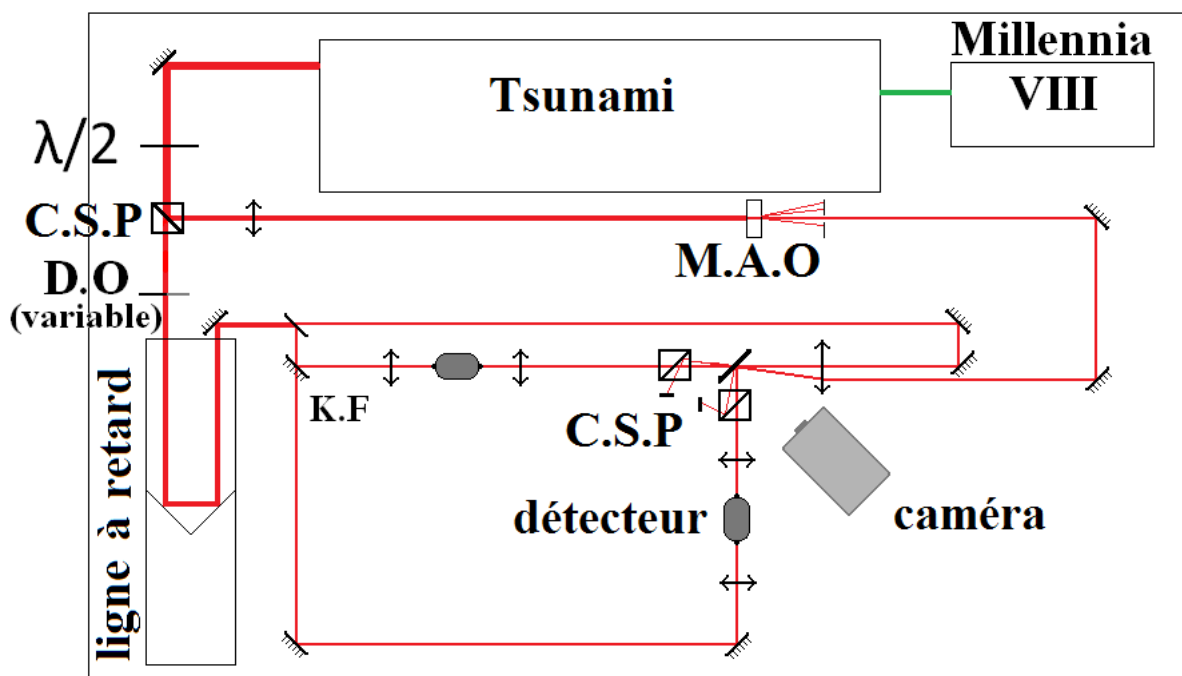 Millennia
VIII
Tsunami
λ/2
C.S.P
M.A.O
D.O
(variable)
K.F
C.S.P
détecteur
caméra
ligne à retard